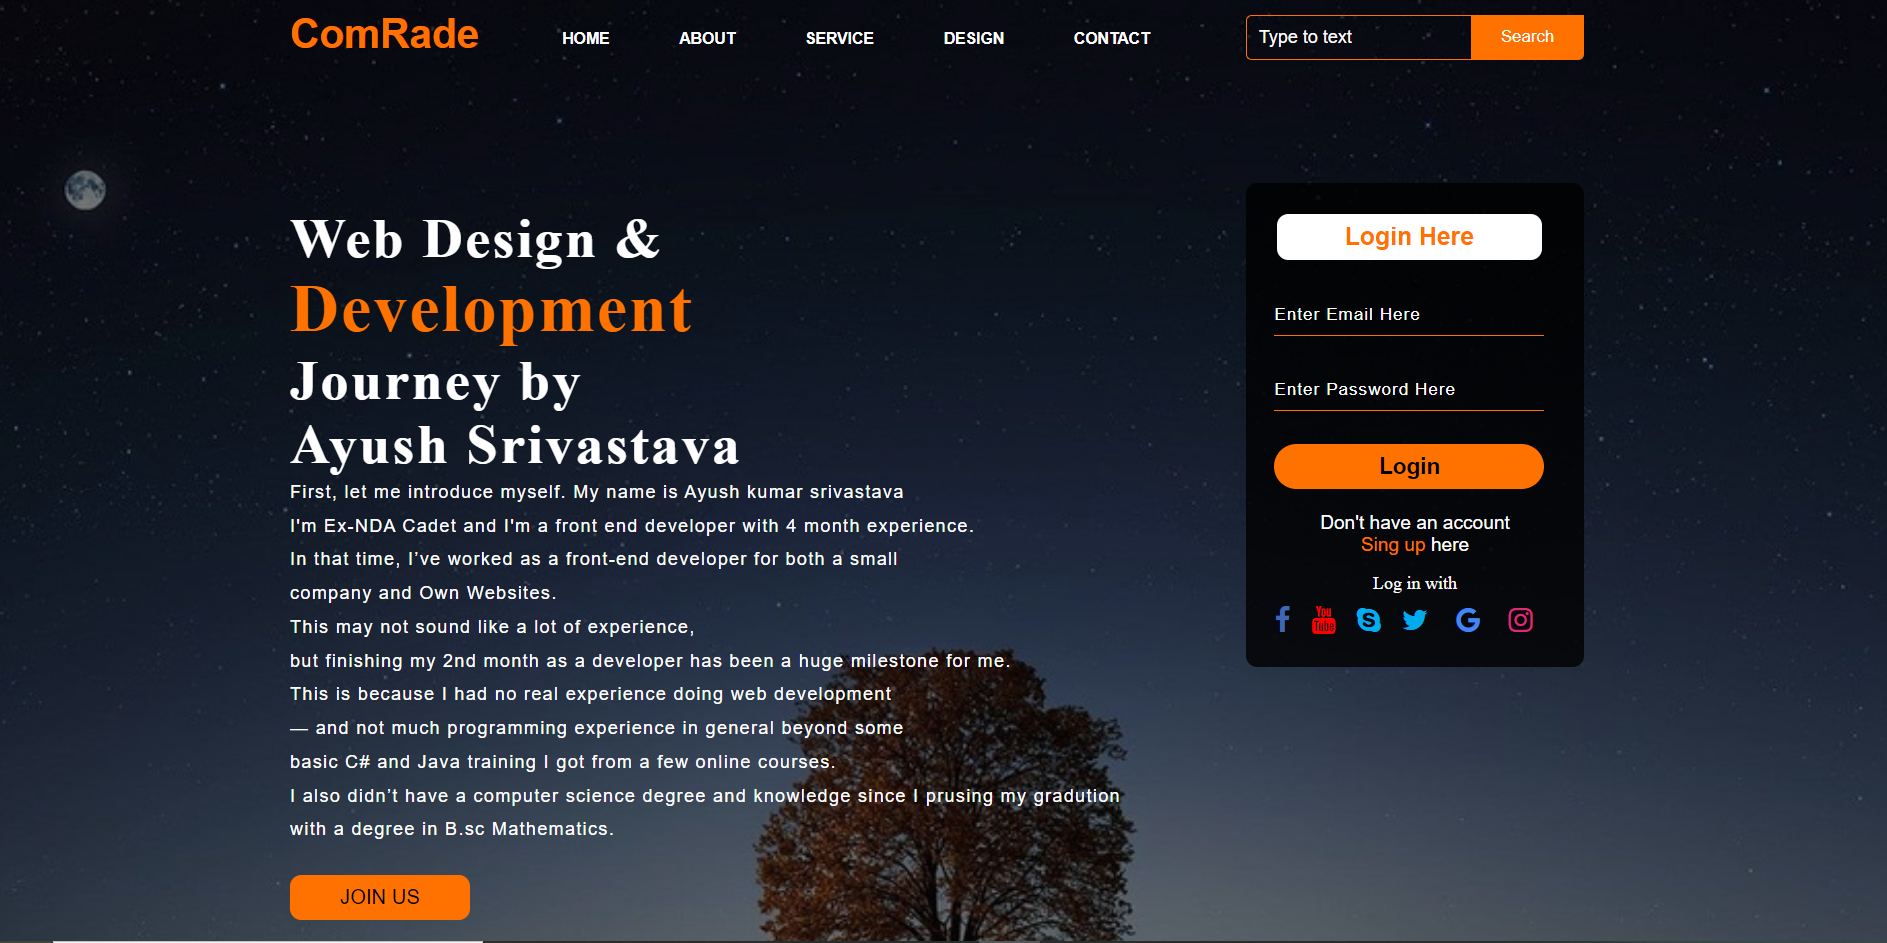 ComRade
HOME ABOUT SERVICE DESIGN CONTACT
Type to text Search
Web Design &
Development
Journey by
Ayush Srivastava
First, let me introduce myself. My name is Ayush kumar srivastava
I'm Ex-NDA Cadet and I'm a front end developer with 4 month experience.
In that time, I’ve worked as a front-end developer for both a small
company and Own Websites.
This may not sound like a lot of experience,
but finishing my 2nd month as a developer has been a huge milestone for me.
This is because I had no real experience doing web development
— and not much programming experience in general beyond some
basic C# and Java training I got from a few online courses.
I also didn’t have a computer science degree and knowledge since I prusing my gradution
with a degree in B.sc Mathematics.
JOIN US
Login Here
Enter Email Here
Enter Password Here
Login
Don't have an account
Sing up here
Log in with
You
Tube